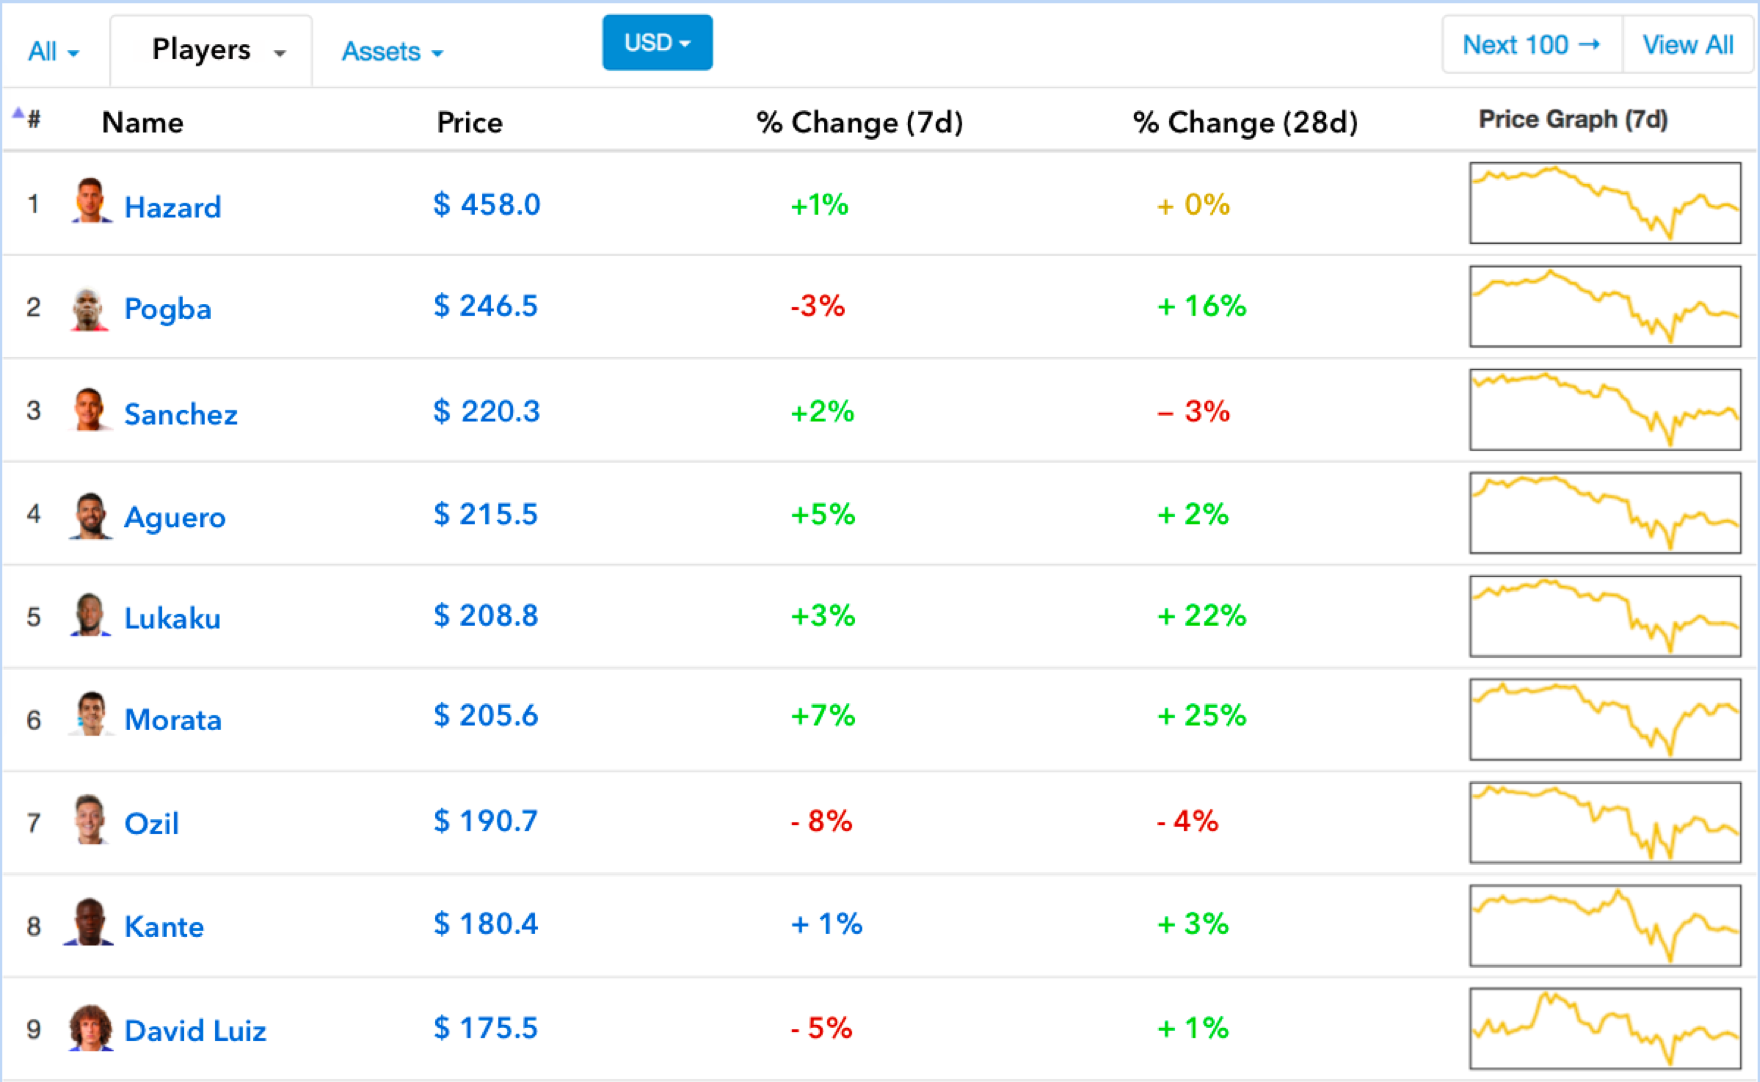 All Players Assets USD Next 100 → View All
# Name Price % Change (7d) % Change (28d) Price Graph (7d)
1 Hazard $ 458.0 +1% + 0%
2 Pogba $ 246.5 -3% + 16%
3 Sanchez $ 220.3 +2% – 3%
4 Aguero $ 215.5 +5% + 2%
5 Lukaku $ 208.8 +3% + 22%
6 Morata $ 205.6 +7% + 25%
7 Ozil $ 190.7 - 8% - 4%
8 Kante $ 180.4 + 1% + 3%
9 David Luiz $ 175.5 - 5% + 1%